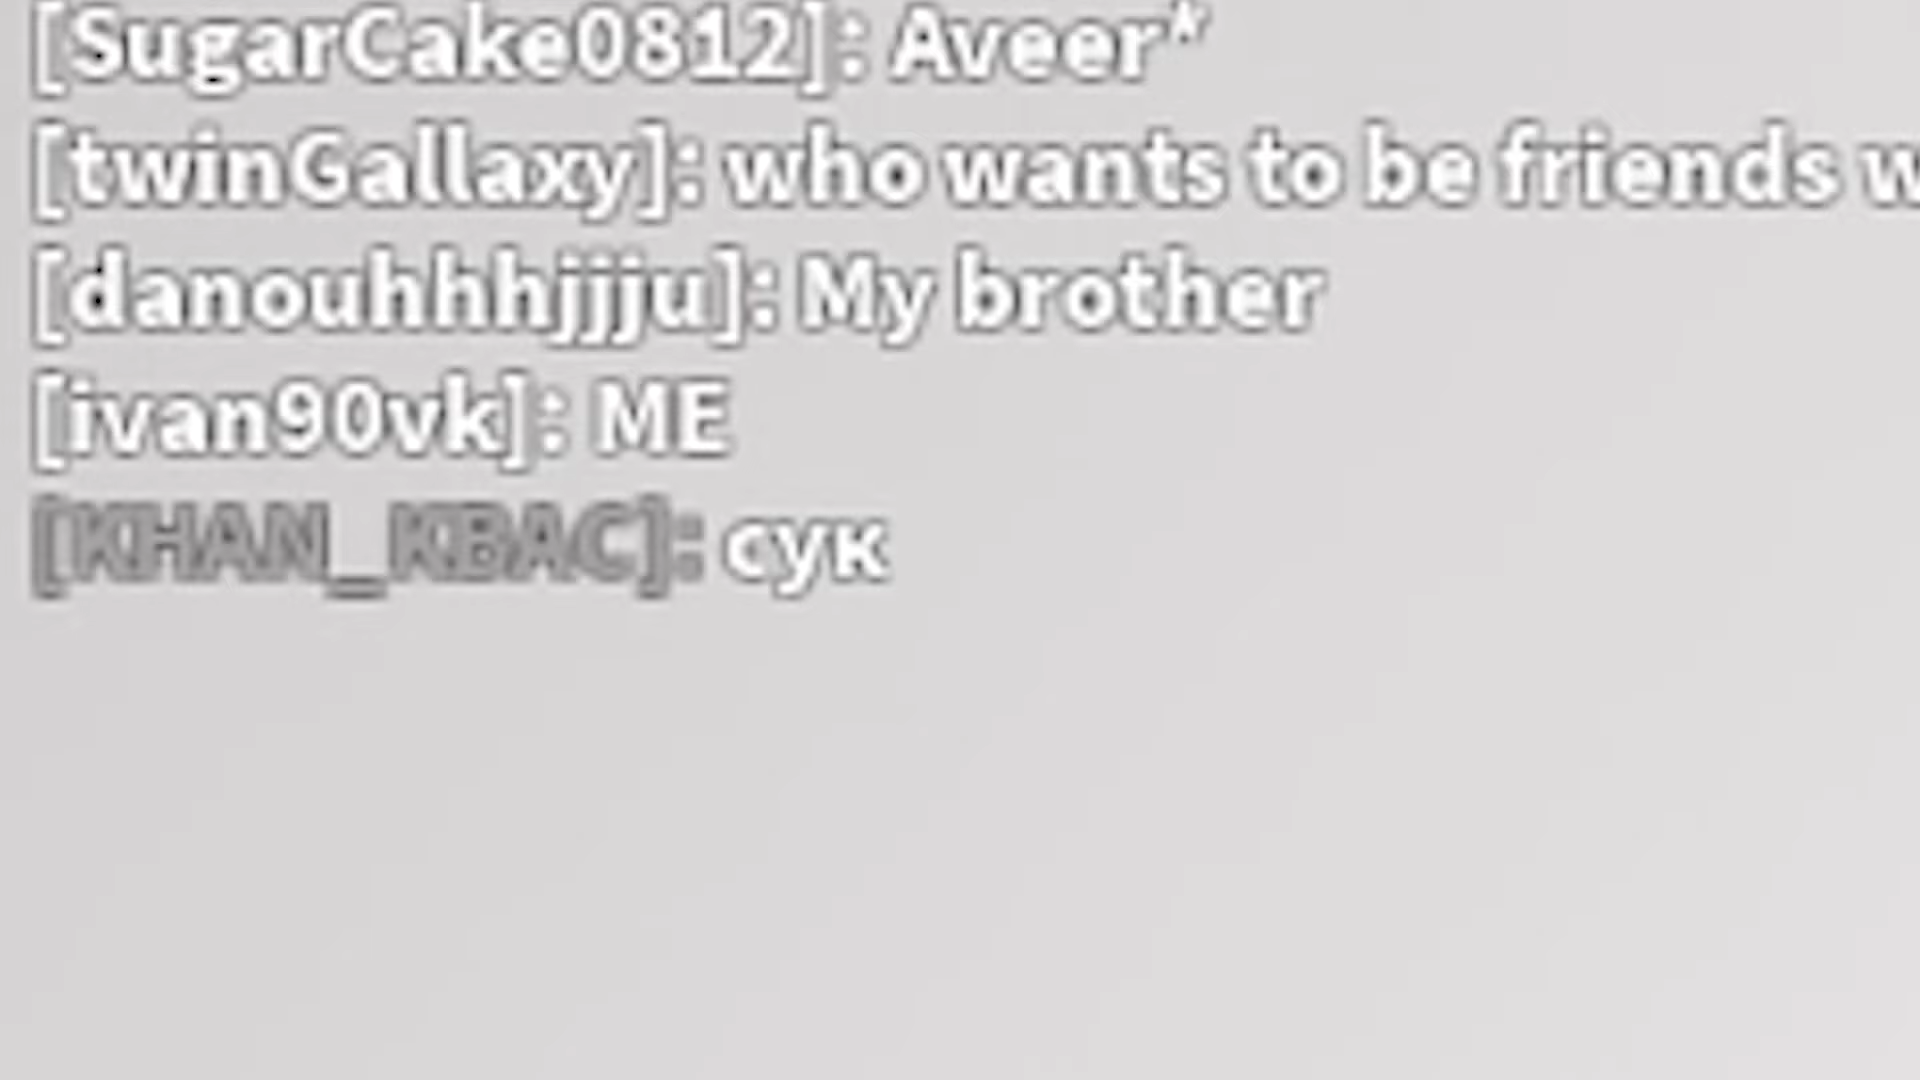 [SugarCake0812]: Aveer*
[twinGallaxy]: who wants to be friends w
[danouhhhjjju]: My brother
[ivan90vk]: ME
[KHAN_KBAC]: сук